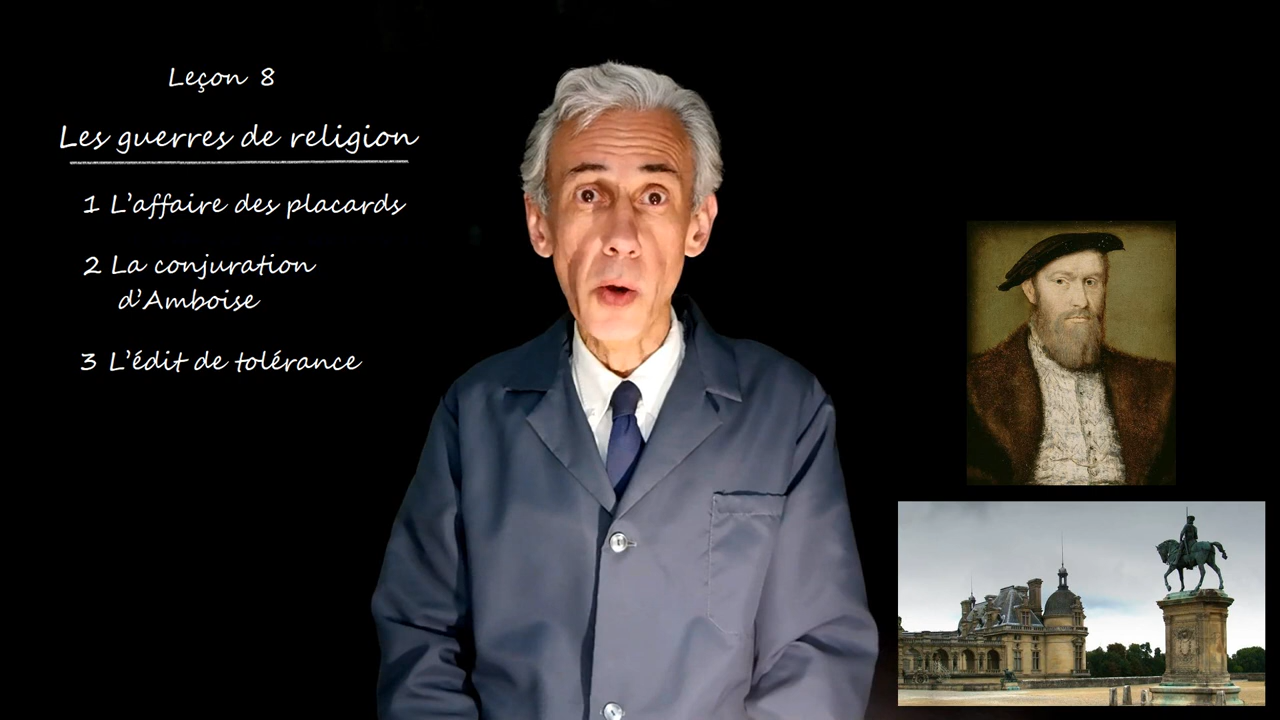 Leçon 8
Les guerres de religion
1 L'affaire des placards
2 La conjuration
d'Amboise
3 L'édit de tolérance